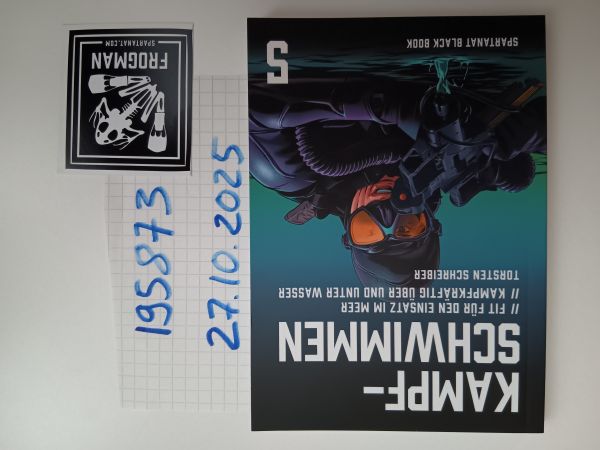 FROGMAN
SPARTANAT.COM
195873
27.10.2025
KAMPF-
SCHWIMMEN
// FIT FÜR DEN EINSATZ IM MEER
// KAMPFKRÄFTIG ÜBER UND UNTER WASSER
TORSTEN SCHREIBER
SPARTANAT BLACK BOOK
S